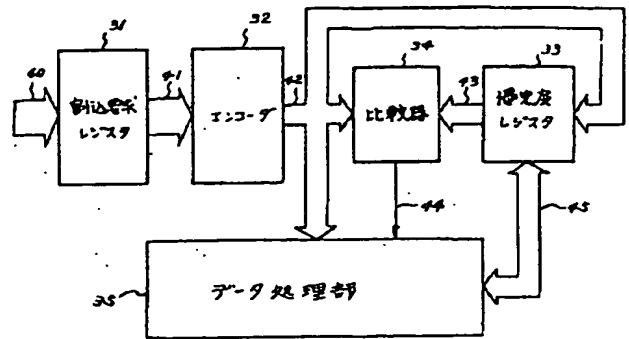 31
32
40
41
42
34
33
43
割込要求
レジスタ
エンコーダ
比較器
優先度
レジスタ
44
45
35
データ処理部